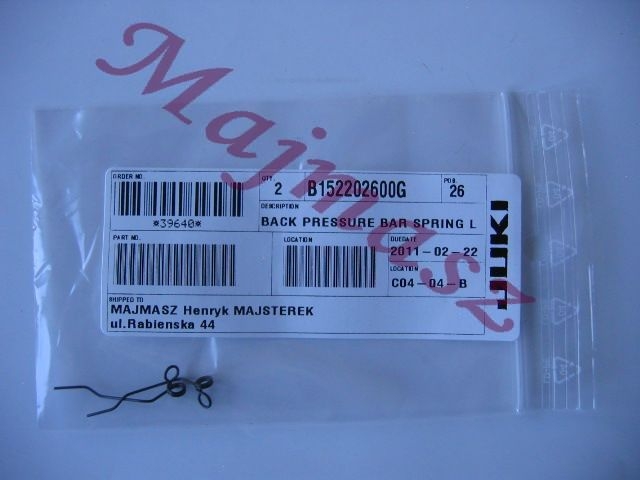 Majmasz
ORDER NO.
*39640*
QTY.
2
B152202600G
POS.
26
DESCRIPTION
BACK PRESSURE BAR SPRING L
PART NO.
LOCATION
DUEDATE
2011-02-22
LOCATION
C04-04-B
SHIPPED TO
MAJMASZ Henryk MAJSTEREK
ul.Rabienska 44
JUKI